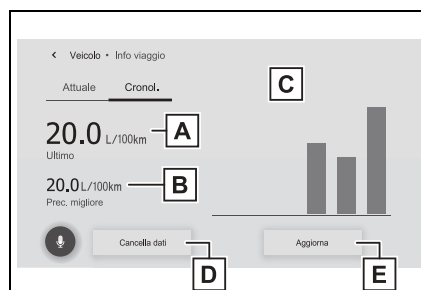 < Veicolo • Info viaggio
Attuale Cronol.
C
20.0 L/100km A
Ultimo
20.0 L/100km B
Prec. migliore
Cancella dati Aggiorna
D E